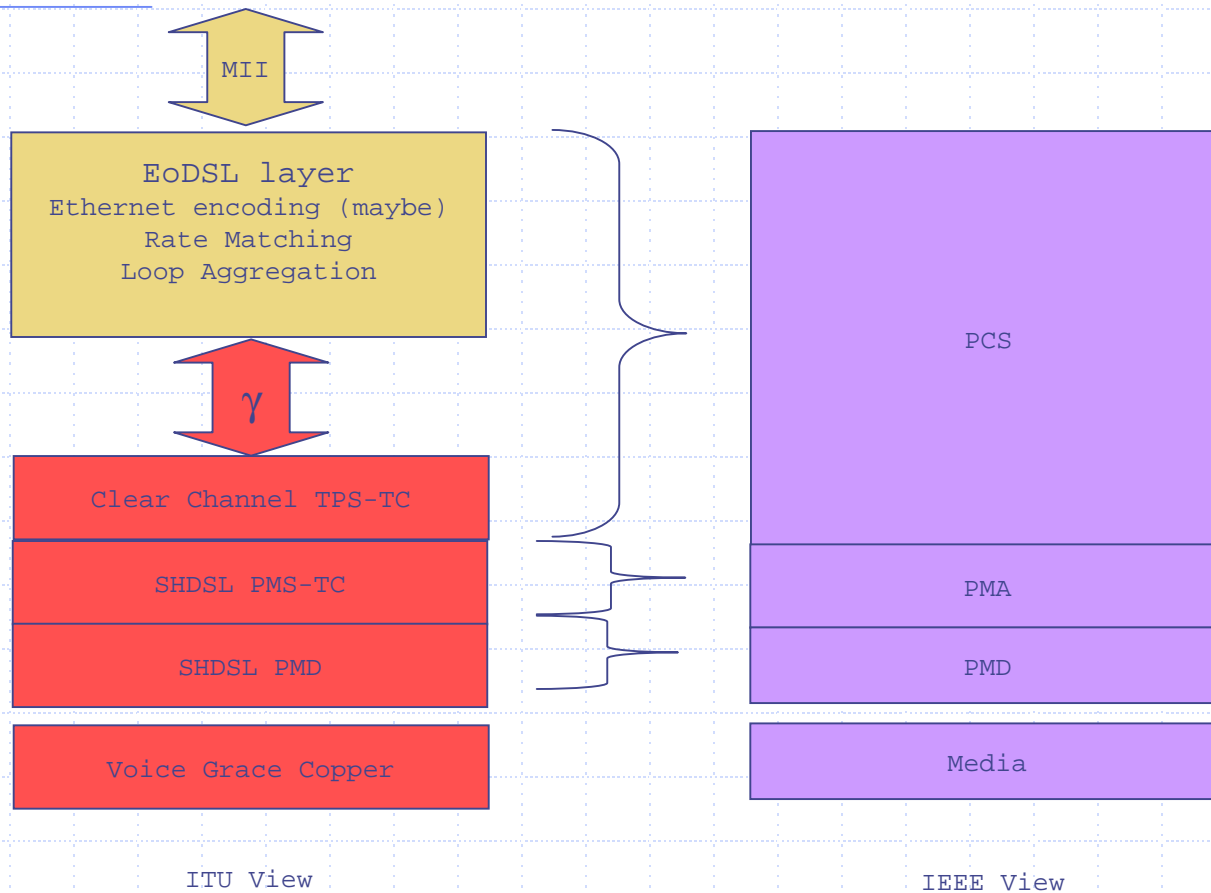 MII
EoDSL layer
Ethernet encoding (maybe)
Rate Matching
Loop Aggregation
γ
Clear Channel TPS-TC
SHDSL PMS-TC
SHDSL PMD
Voice Grace Copper
ITU View
PCS
PMA
PMD
Media
IEEE View